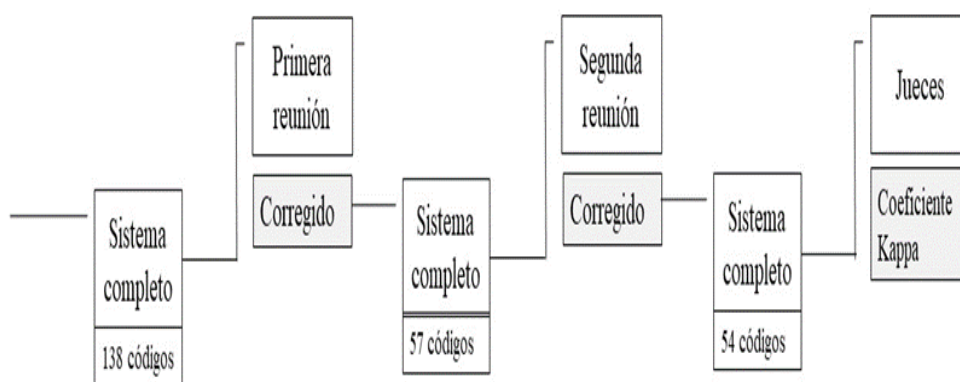 Sistema
completo
138 códigos
Primera
reunión
Corregido
Sistema
completo
57 códigos
Segunda
reunión
Corregido
Sistema
completo
54 códigos
Jueces
Coeficiente
Kappa